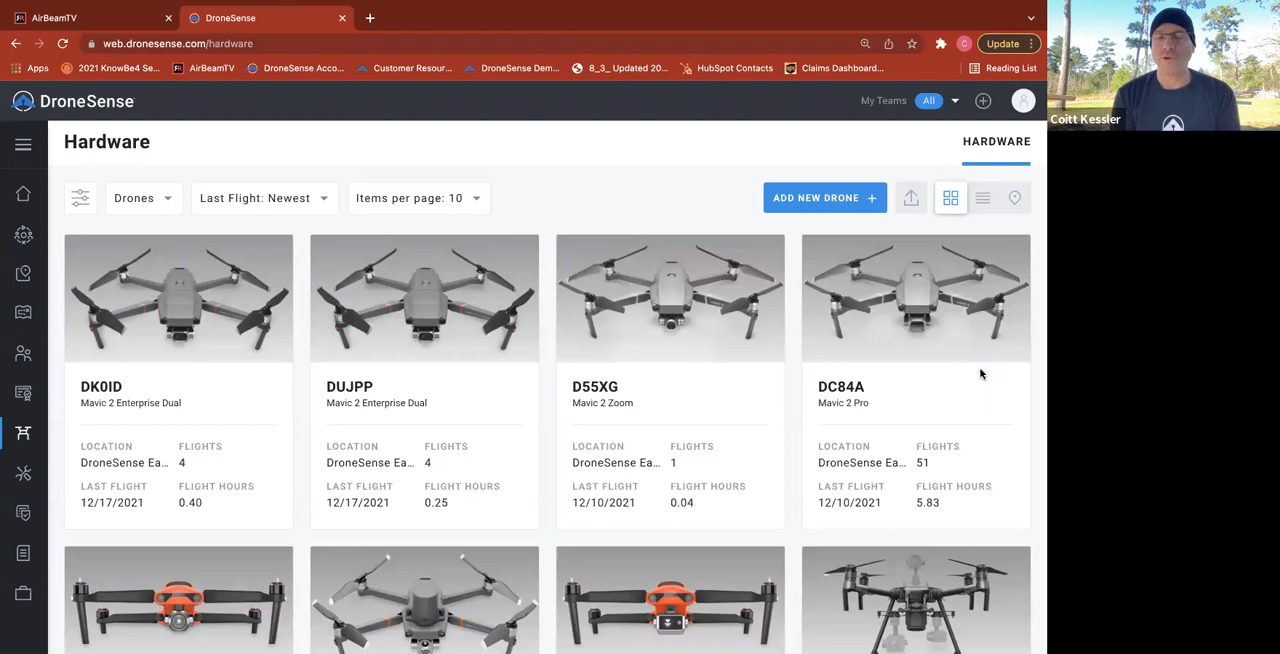 AirBeamTV
DroneSense
web.dronesense.com/hardware
Update
Apps
2021 KnowBe4 Se...
AirBeamTV
DroneSense Acco...
Customer Resour...
DroneSense Dem...
8_3_ Updated 20...
HubSpot Contacts
Claims Dashboard...
Reading List
DroneSense
My Teams All
C
Coitt Kessler
Hardware
HARDWARE
Drones
Last Flight: Newest
Items per page: 10
ADD NEW DRONE +
DK0ID
Mavic 2 Enterprise Dual
LOCATION FLIGHTS
DroneSense Ea... 4
LAST FLIGHT FLIGHT HOURS
12/17/2021 0.40
DUJPP
Mavic 2 Enterprise Dual
LOCATION FLIGHTS
DroneSense Ea... 4
LAST FLIGHT FLIGHT HOURS
12/17/2021 0.25
D55XG
Mavic 2 Zoom
LOCATION FLIGHTS
DroneSense Ea... 1
LAST FLIGHT FLIGHT HOURS
12/10/2021 0.04
DC84A
Mavic 2 Pro
LOCATION FLIGHTS
DroneSense Ea... 51
LAST FLIGHT FLIGHT HOURS
12/10/2021 5.83